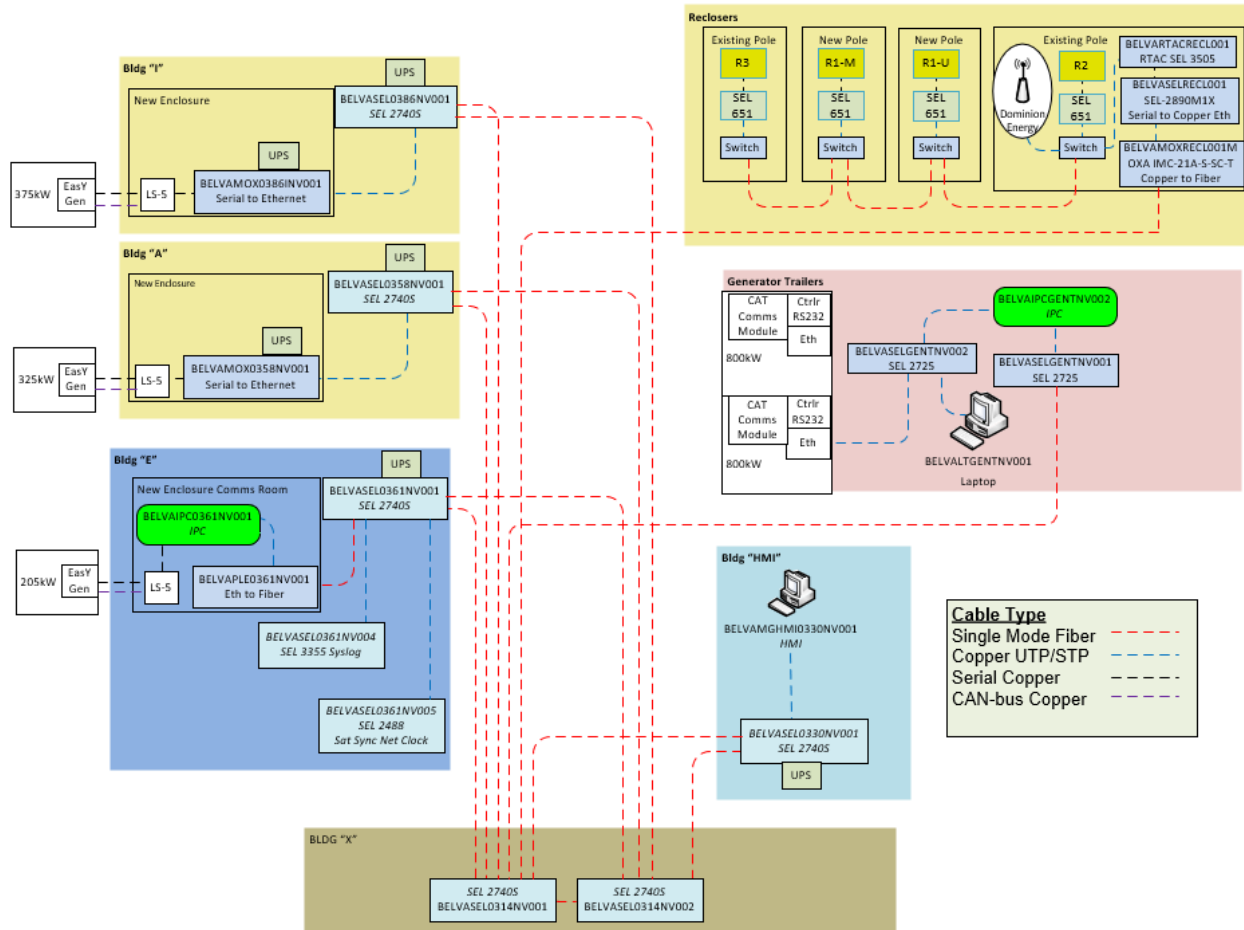 Reclosers
Existing Pole
R3
SEL
651
Switch
New Pole
R1-M
SEL
651
Switch
New Pole
R1-U
SEL
651
Switch
Existing Pole
R2
SEL
651
Switch
Dominion
Energy
BELVARTACRECL001
RTAC SEL 3505
BELVASELRECL001
SEL-2890M1X
Serial to Copper Eth
BELVAMOXRECL001M
OXA IMC-21A-S-SC-T
Copper to Fiber
Bldg "I"
UPS
BELVASEL0386NV001
SEL 2740S
New Enclosure
UPS
BELVAMOX0386INV001
Serial to Ethernet
LS-5
375kW
EasY
Gen
Bldg "A"
UPS
BELVASEL0358NV001
SEL 2740S
New Enclosure
UPS
BELVAMOX0358NV001
Serial to Ethernet
LS-5
325kW
EasY
Gen
Generator Trailers
CAT
Comms
Module
Ctrlr
RS232
Eth
800kW
CAT
Comms
Module
Ctrlr
RS232
Eth
800kW
BELVAIPCGENTNV002
IPC
BELVASELGENTNV002
SEL 2725
BELVASELGENTNV001
SEL 2725
BELVALTGENTNV001
Laptop
Bldg "E"
UPS
BELVASEL0361NV001
SEL 2740S
New Enclosure Comms Room
BELVAIPC0361NV001
IPC
BELVAPLE0361NV001
Eth to Fiber
LS-5
205kW
EasY
Gen
BELVASEL0361NV004
SEL 3355 Syslog
BELVASEL0361NV005
SEL 2488
Sat Sync Net Clock
Bldg "HMI"
BELVAMGHMI0330NV001
HMI
BELVASEL0330NV001
SEL 2740S
UPS
Cable Type
Single Mode Fiber
Copper UTP/STP
Serial Copper
CAN-bus Copper
BLDG "X"
SEL 2740S
BELVASEL0314NV001
SEL 2740S
BELVASEL0314NV002